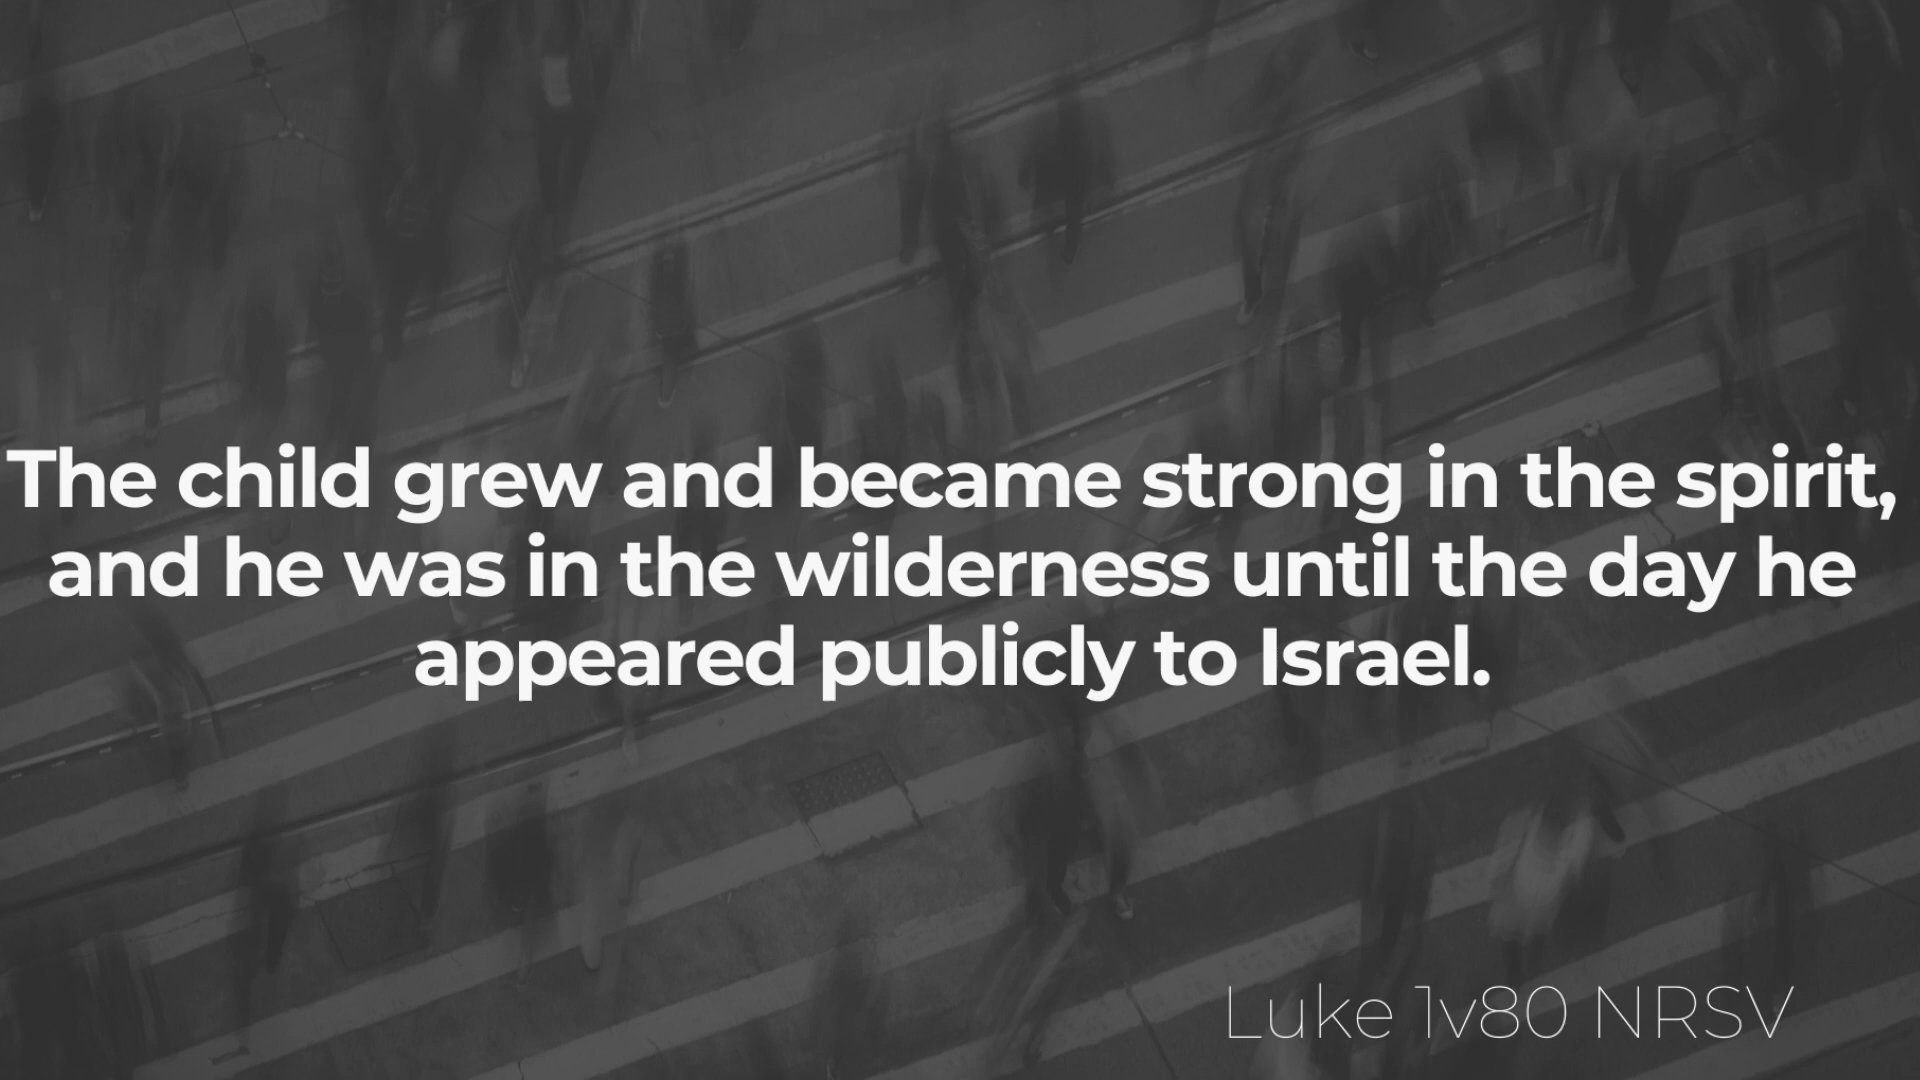 The child grew and became strong in the spirit,
and he was in the wilderness until the day he
appeared publicly to Israel.
Luke 1v80 NRSV